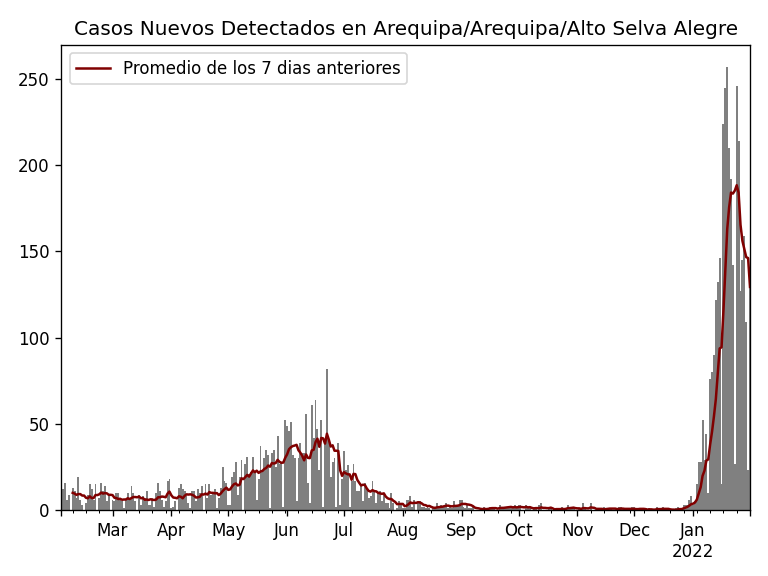 Casos Nuevos Detectados en Arequipa/Arequipa/Alto Selva Alegre
Promedio de los 7 dias anteriores
250
200
150
100
50
0
Mar Apr May Jun Jul Aug Sep Oct Nov Dec Jan
2022